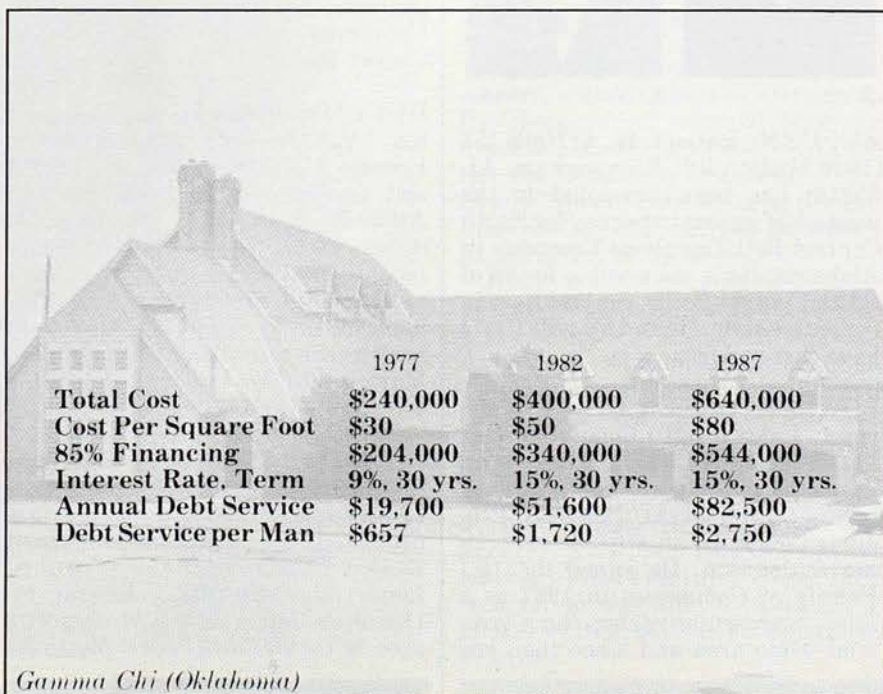 1977 1982 1987
Total Cost $240,000 $400,000 $640,000
Cost Per Square Foot $30 $50 $80
85% Financing $204,000 $340,000 $544,000
Interest Rate, Term 9%, 30 yrs. 15%, 30 yrs. 15%, 30 yrs.
Annual Debt Service $19,700 $51,600 $82,500
Debt Service per Man $657 $1,720 $2,750
Gamma Chi (Oklahoma)